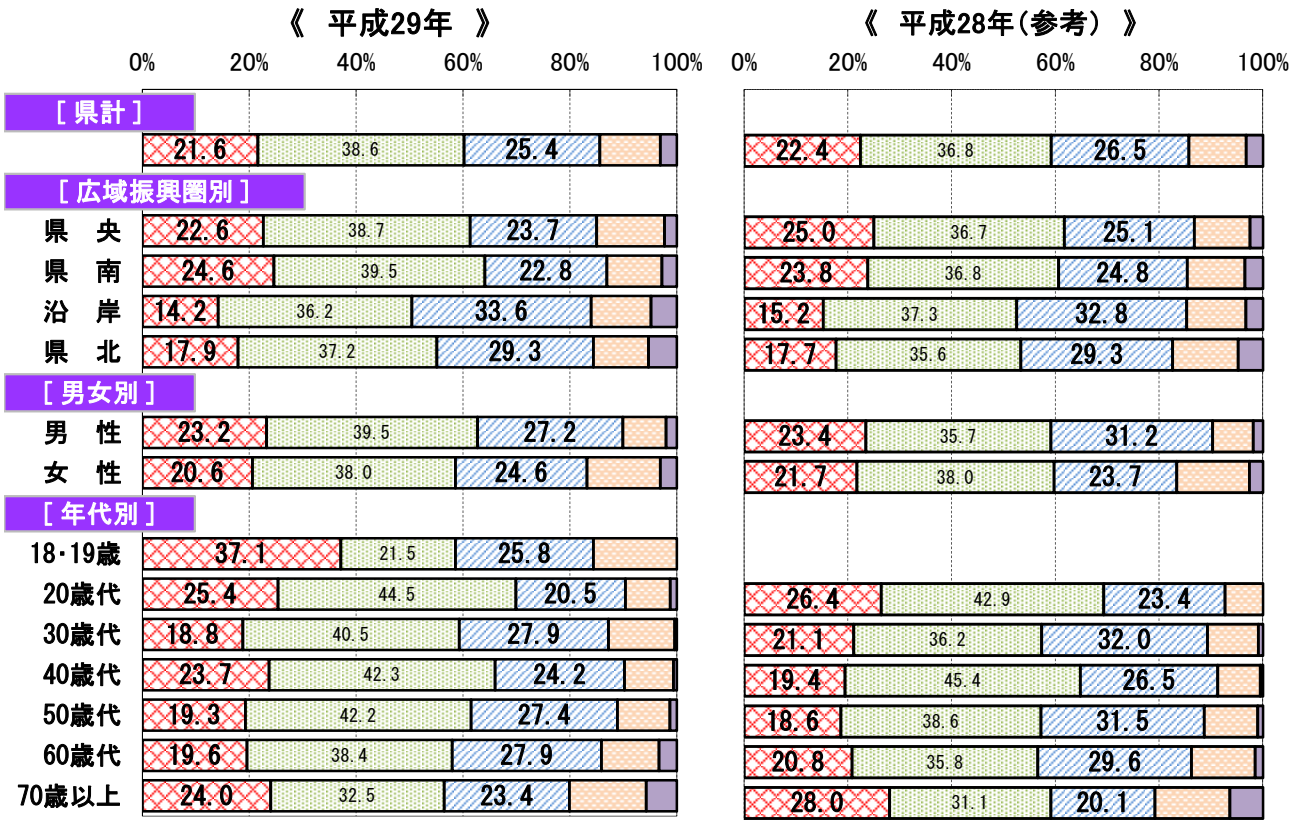 《 平成29年 》
《 平成28年(参考) 》
0% 20% 40% 60% 80% 100%
0% 20% 40% 60% 80% 100%
[ 県計 ]
21.6 38.6 25.4
22.4 36.8 26.5
[ 広域振興圏別 ]
県 央 22.6 38.7 23.7
25.0 36.7 25.1
県 南 24.6 39.5 22.8
23.8 36.8 24.8
沿 岸 14.2 36.2 33.6
15.2 37.3 32.8
県 北 17.9 37.2 29.3
17.7 35.6 29.3
[ 男女別 ]
男 性 23.2 39.5 27.2
23.4 35.7 31.2
女 性 20.6 38.0 24.6
21.7 38.0 23.7
[ 年代別 ]
18・19歳 37.1 21.5 25.8
20歳代 25.4 44.5 20.5
26.4 42.9 23.4
30歳代 18.8 40.5 27.9
21.1 36.2 32.0
40歳代 23.7 42.3 24.2
19.4 45.4 26.5
50歳代 19.3 42.2 27.4
18.6 38.6 31.5
60歳代 19.6 38.4 27.9
20.8 35.8 29.6
70歳以上 24.0 32.5 23.4
28.0 31.1 20.1